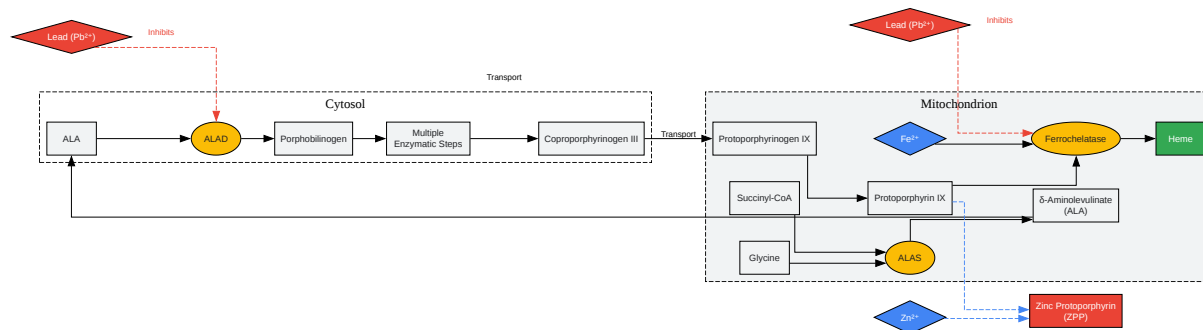 Lead (Pb²⁺)
Inhibits
Lead (Pb²⁺)
Inhibits
Transport
Cytosol
Mitochondrion
ALA
ALAD
Porphobilinogen
Multiple
Enzymatic Steps
Coproporphyrinogen III
Transport
Protoporphyrinogen IX
Fe²⁺
Ferrochelatase
Heme
Succinyl-CoA
Protoporphyrin IX
δ-Aminolevulinate
(ALA)
Glycine
ALAS
Zn²⁺
Zinc Protoporphyrin
(ZPP)